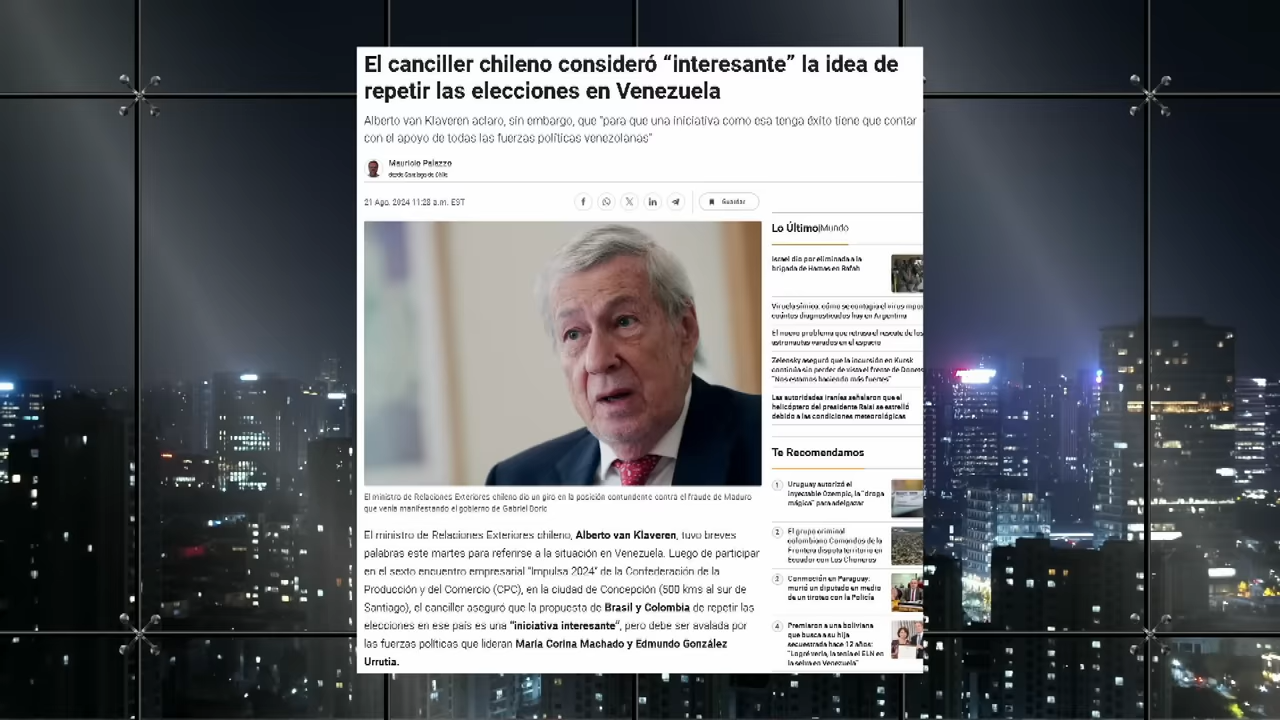 El canciller chileno consideró “interesante” la idea de
repetir las elecciones en Venezuela
Alberto van Klaveren aclaro, sin embargo, que "para que una iniciativa como esa tenga éxito tiene que contar
con el apoyo de todas las fuerzas políticas venezolanas"
Mauricio Palazzo
desde Santiago de Chile
21 Ago. 2024 11:28 a.m. EST
Guardar
El ministro de Relaciones Exteriores chileno dio un giro en la posición contundente contra el fraude de Maduro
que venía manifestando el gobierno de Gabriel Boric
El ministro de Relaciones Exteriores chileno, Alberto van Klaveren, tuvo breves
palabras este martes para referirse a la situación en Venezuela. Luego de participar
en el sexto encuentro empresarial "Impulsa 2024" de la Confederación de la
Producción y del Comercio (CPC), en la ciudad de Concepción (500 kms al sur de
Santiago), el canciller aseguró que la propuesta de Brasil y Colombia de repetir las
elecciones en ese país es una "iniciativa interesante", pero debe ser avalada por
las fuerzas políticas que lideran María Corina Machado y Edmundo González
Urrutia.
Lo Último|Mundo
Israel dio por eliminada a la
brigada de Hamas en Rafah
Viruela símica: cómo se contagia el virus
cuántos diagnosticados hay en Argentina
El nuevo problema que retrasa el rescate de los
astronautas varados en el espacio
Zelensky aseguró que la incursión en Kursk
continúa sin perder de vista el frente de
"Nos estamos haciendo más fuertes"
Las autoridades iraníes señalaron que el
helicóptero del presidente Raisi se estrelló
debido a las condiciones meteorológicas
Te Recomendamos
1 Uruguay autorizó el
inyectable Ozempic, la "droga
mágica" para adelgazar
2 El grupo criminal
colombiano Comandos de la
Frontera disputa territorio en
Ecuador con Los Choneros
3 Conmoción en Paraguay:
murió un diputado en medio
de un tiroteo con la Policía
4 Premiaron a una boliviana
que busca a su hija
secuestrada hace 12 años:
"Logré verla, la tenía el ELN en
la selva en Venezuela"